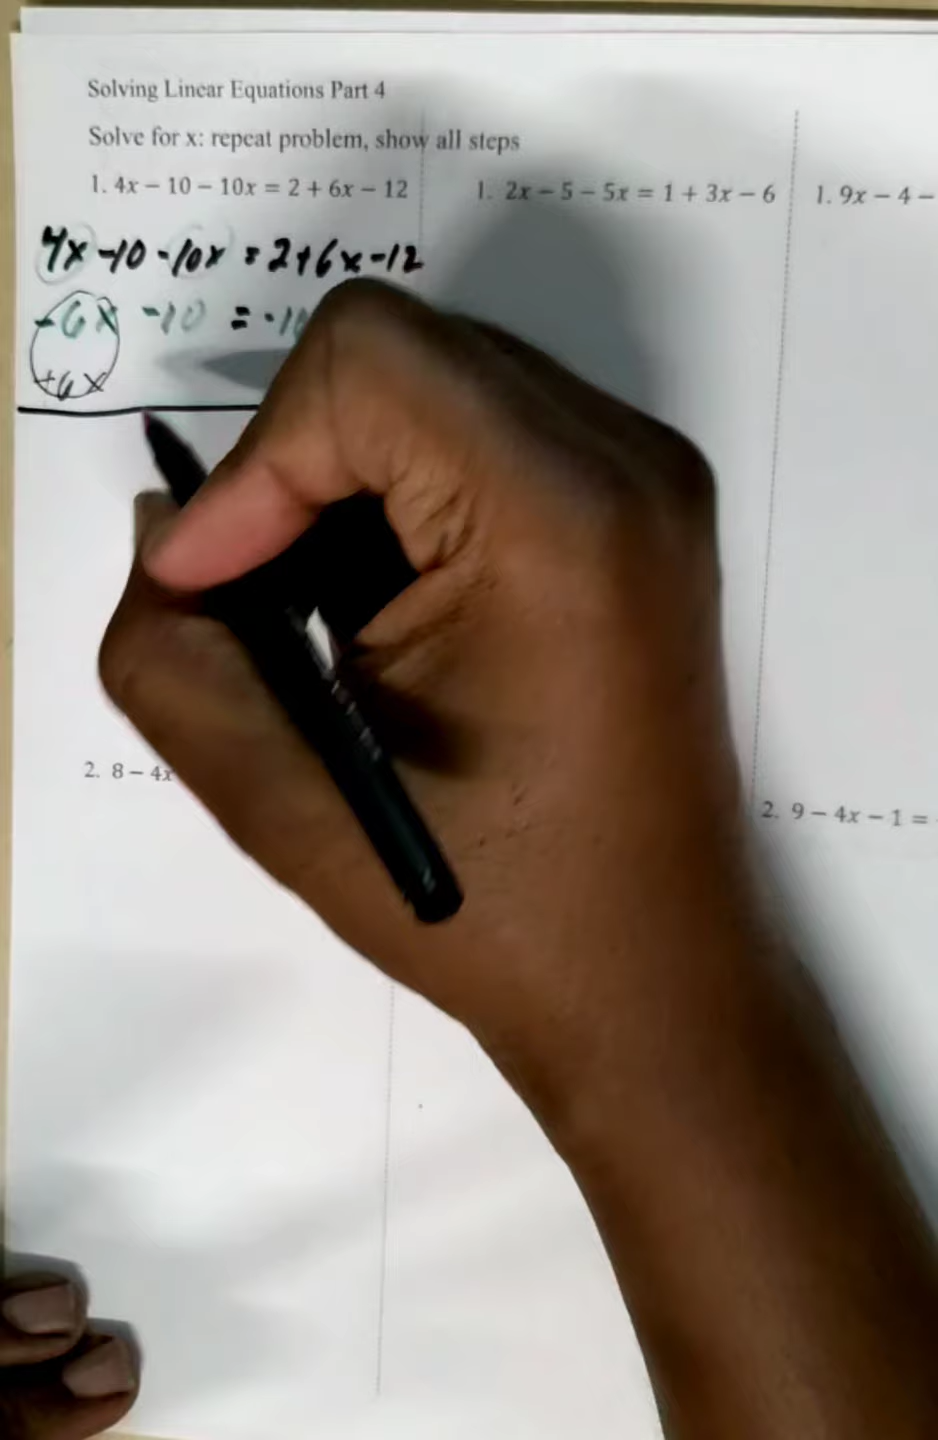 Solving Linear Equations Part 4
Solve for x: repeat problem, show all steps
1. 4x – 10 – 10x = 2 + 6x – 12
4x -10 -10x = 2+6x-12
-6x -10 = -10
+6x
2. 8 – 4x
1. 2x – 5 – 5x = 1 + 3x – 6
1. 9x – 4 –
2. 9 – 4x – 1 =